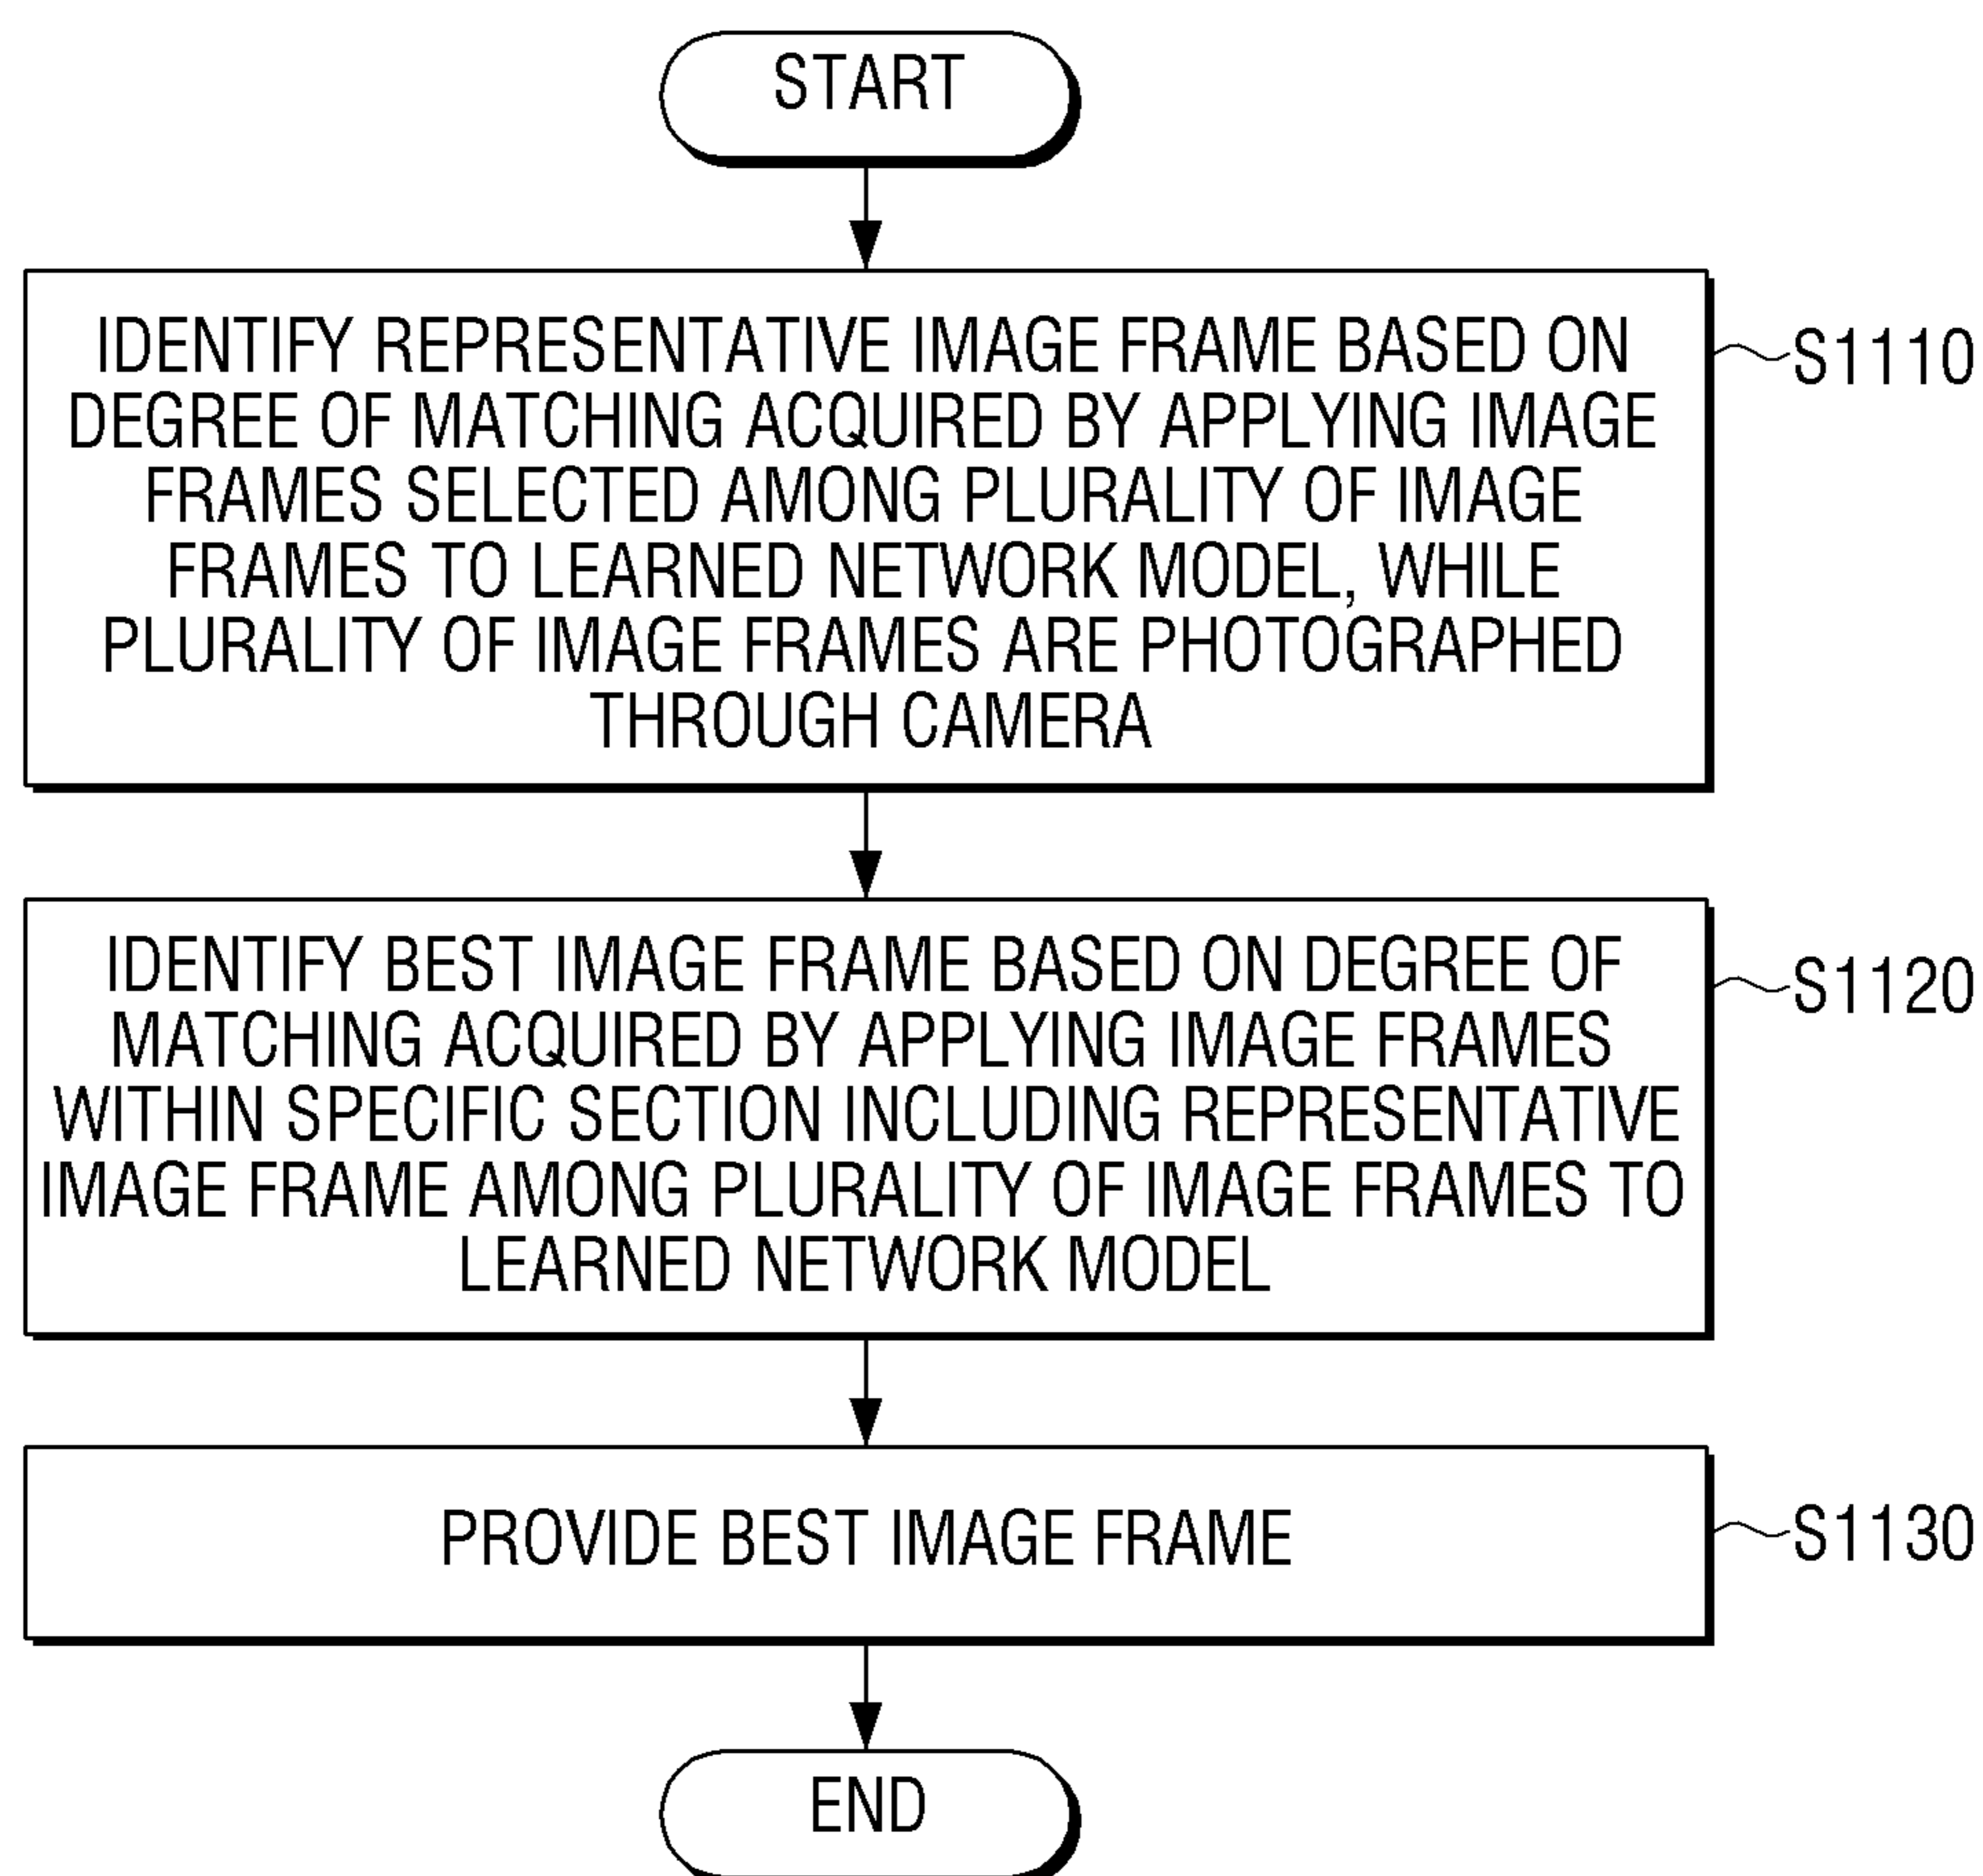 START
IDENTIFY REPRESENTATIVE IMAGE FRAME BASED ON
DEGREE OF MATCHING ACQUIRED BY APPLYING IMAGE
FRAMES SELECTED AMONG PLURALITY OF IMAGE
FRAMES TO LEARNED NETWORK MODEL, WHILE
PLURALITY OF IMAGE FRAMES ARE PHOTOGRAPHED
THROUGH CAMERA
S1110
IDENTIFY BEST IMAGE FRAME BASED ON DEGREE OF
MATCHING ACQUIRED BY APPLYING IMAGE FRAMES
WITHIN SPECIFIC SECTION INCLUDING REPRESENTATIVE
IMAGE FRAME AMONG PLURALITY OF IMAGE FRAMES TO
LEARNED NETWORK MODEL
S1120
PROVIDE BEST IMAGE FRAME
S1130
END